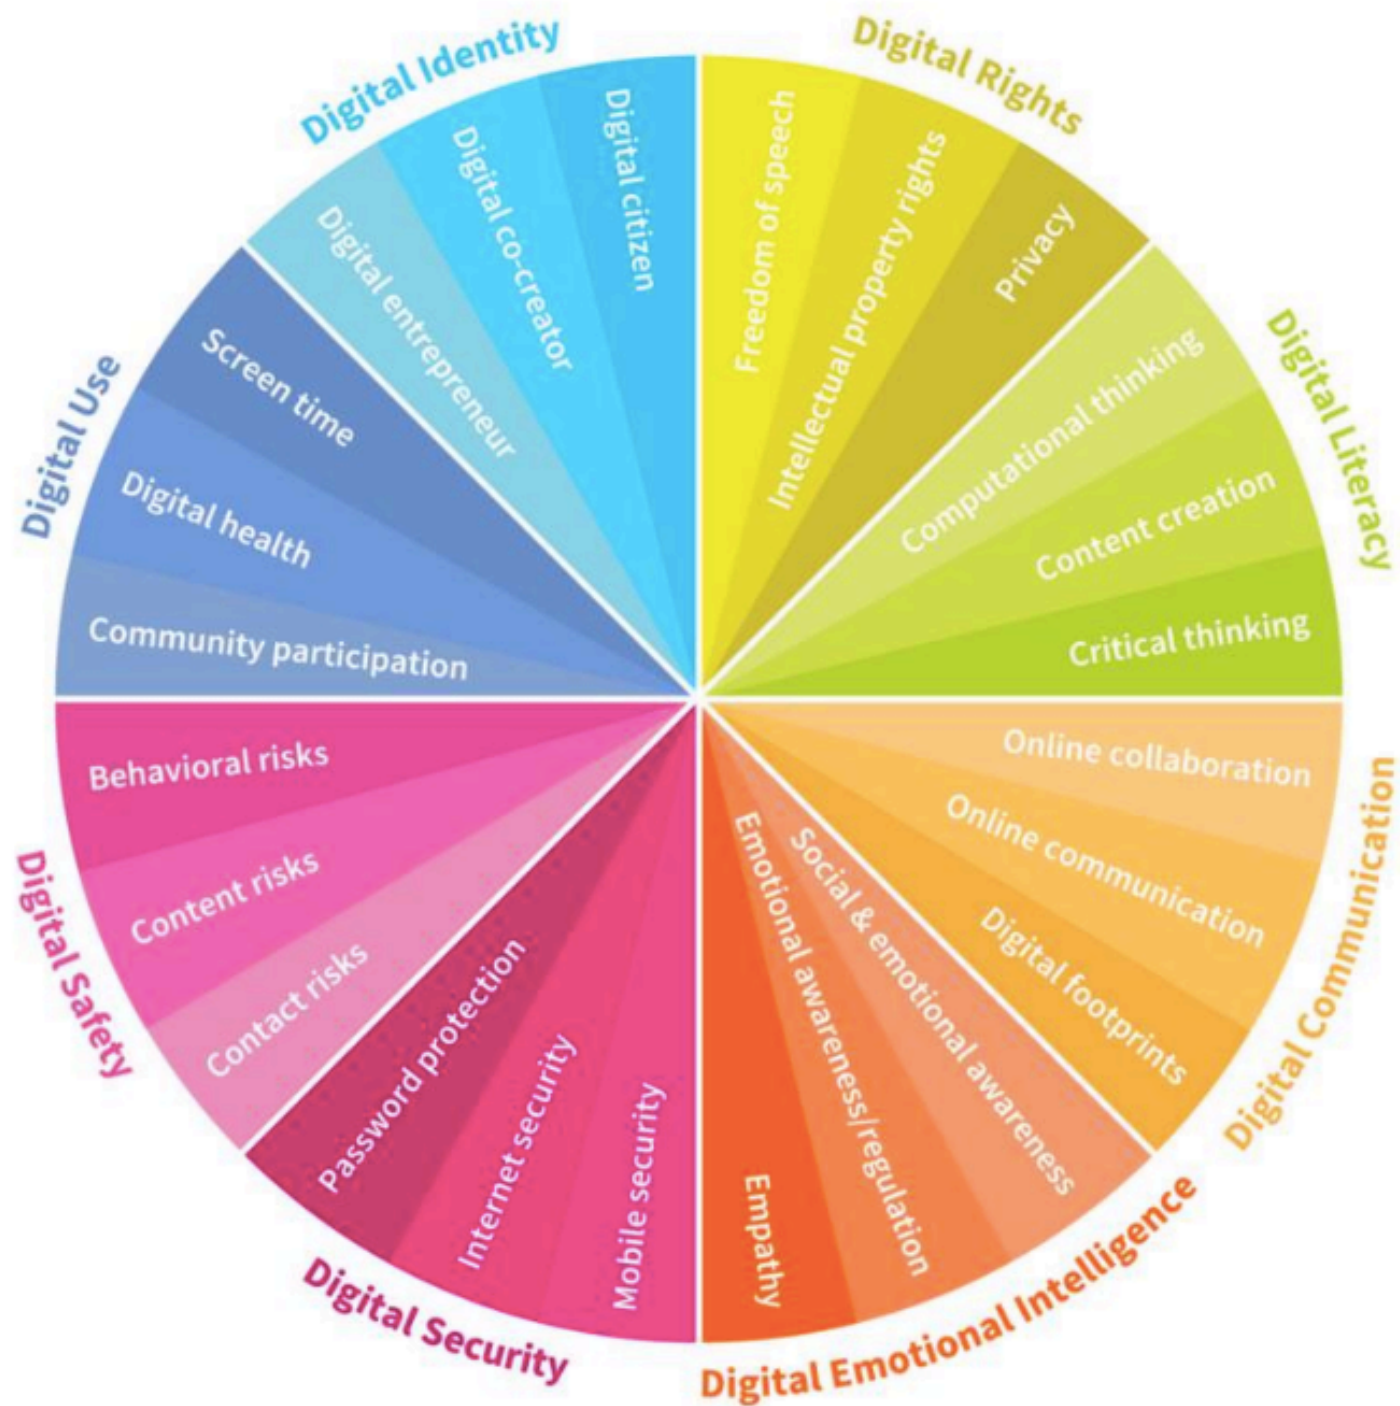 Digital Identity
Digital citizen
Digital co-creator
Digital entrepreneur
Digital Rights
Freedom of speech
Intellectual property rights
Privacy
Digital Literacy
Computational thinking
Content creation
Critical thinking
Digital Communication
Online collaboration
Online communication
Digital footprints
Digital Emotional Intelligence
Social & emotional awareness
Emotional awareness/regulation
Empathy
Digital Security
Mobile security
Internet security
Password protection
Digital Safety
Contact risks
Content risks
Behavioral risks
Digital Use
Community participation
Digital health
Screen time